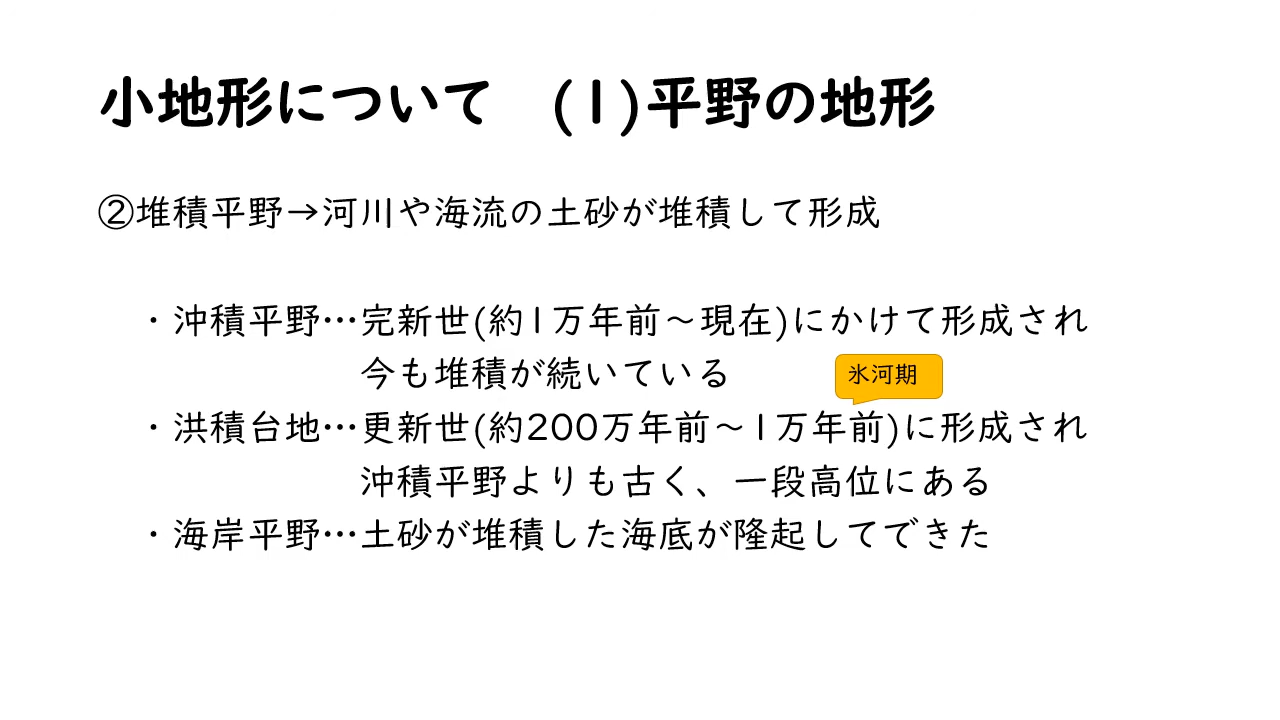 小地形について　(1)平野の地形
②堆積平野→河川や海流の土砂が堆積して形成
・沖積平野…完新世(約1万年前～現在)にかけて形成され
今も堆積が続いている
氷河期
・洪積台地…更新世(約200万年前～1万年前)に形成され
沖積平野よりも古く、一段高位にある
・海岸平野…土砂が堆積した海底が隆起してできた